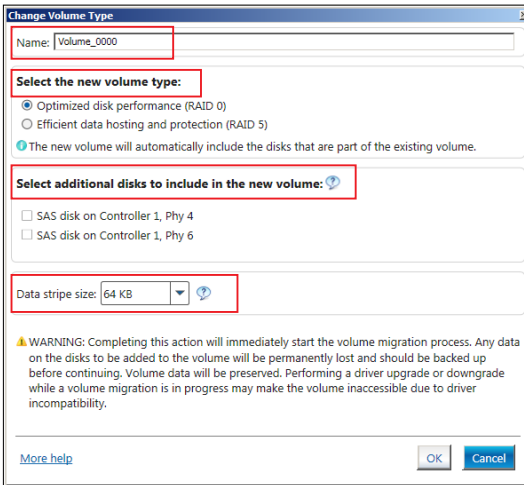 Change Volume Type
Name: Volume_0000
Select the new volume type:
Optimized disk performance (RAID 0)
Efficient data hosting and protection (RAID 5)
The new volume will automatically include the disks that are part of the existing volume.
Select additional disks to include in the new volume:
SAS disk on Controller 1, Phy 4
SAS disk on Controller 1, Phy 6
Data stripe size: 64 KB
WARNING: Completing this action will immediately start the volume migration process. Any data
on the disks to be added to the volume will be permanently lost and should be backed up
before continuing. Volume data will be preserved. Performing a driver upgrade or downgrade
while a volume migration is in progress may make the volume inaccessible due to driver
incompatibility.
More help
OK
Cancel